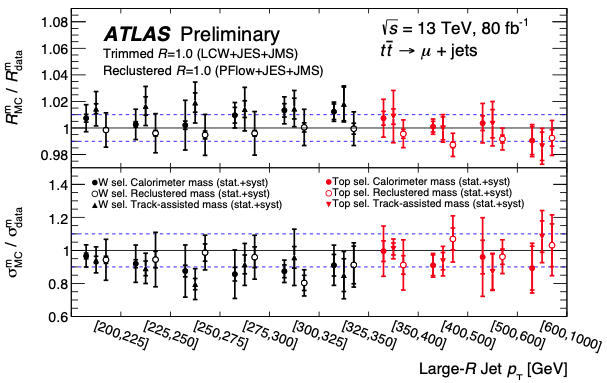 ATLAS Preliminary
√s = 13 TeV, 80 fb⁻¹
Trimmed R=1.0 (LCW+JES+JMS)
tt̄ → μ + jets
Reclustered R=1.0 (PFlow+JES+JMS)
R^m_MC / R^m_data
1.08
1.06
1.04
1.02
1
0.98
W sel. Calorimeter mass (stat.+syst)
W sel. Reclustered mass (stat.+syst)
W sel. Track-assisted mass (stat.+syst)
Top sel. Calorimeter mass (stat.+syst)
Top sel. Reclustered mass (stat.+syst)
Top sel. Track-assisted mass (stat.+syst)
σ^m_MC / σ^m_data
1.4
1.2
1
0.8
0.6
[200,225] [225,250] [250,275] [275,300] [300,325] [325,350] [350,400] [400,500] [500,600] [600,1000]
Large-R Jet p_T [GeV]